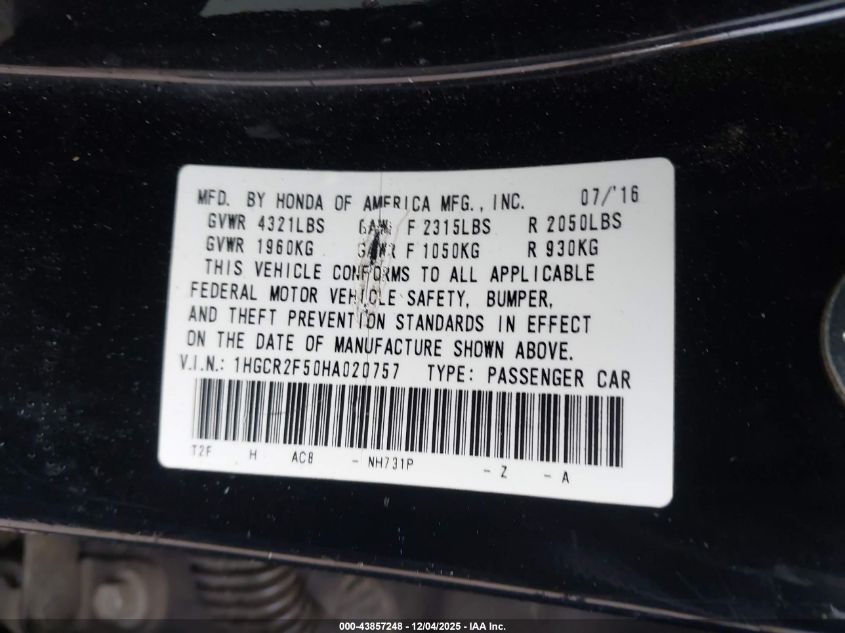 MFD. BY HONDA OF AMERICA MFG., INC. 07/'16
GVWR 4321LBS GAWR F 2315LBS R 2050LBS
GVWR 1960KG GAWR F 1050KG R 930KG
THIS VEHICLE CONFORMS TO ALL APPLICABLE
FEDERAL MOTOR VEHICLE SAFETY, BUMPER,
AND THEFT PREVENTION STANDARDS IN EFFECT
ON THE DATE OF MANUFACTURE SHOWN ABOVE.
V.I.N.: 1HGCR2F50HA020757 TYPE: PASSENGER CAR
T2F H AC8 - NH731P - Z - A
000-43857248 - 12/04/2025 - IAA Inc.